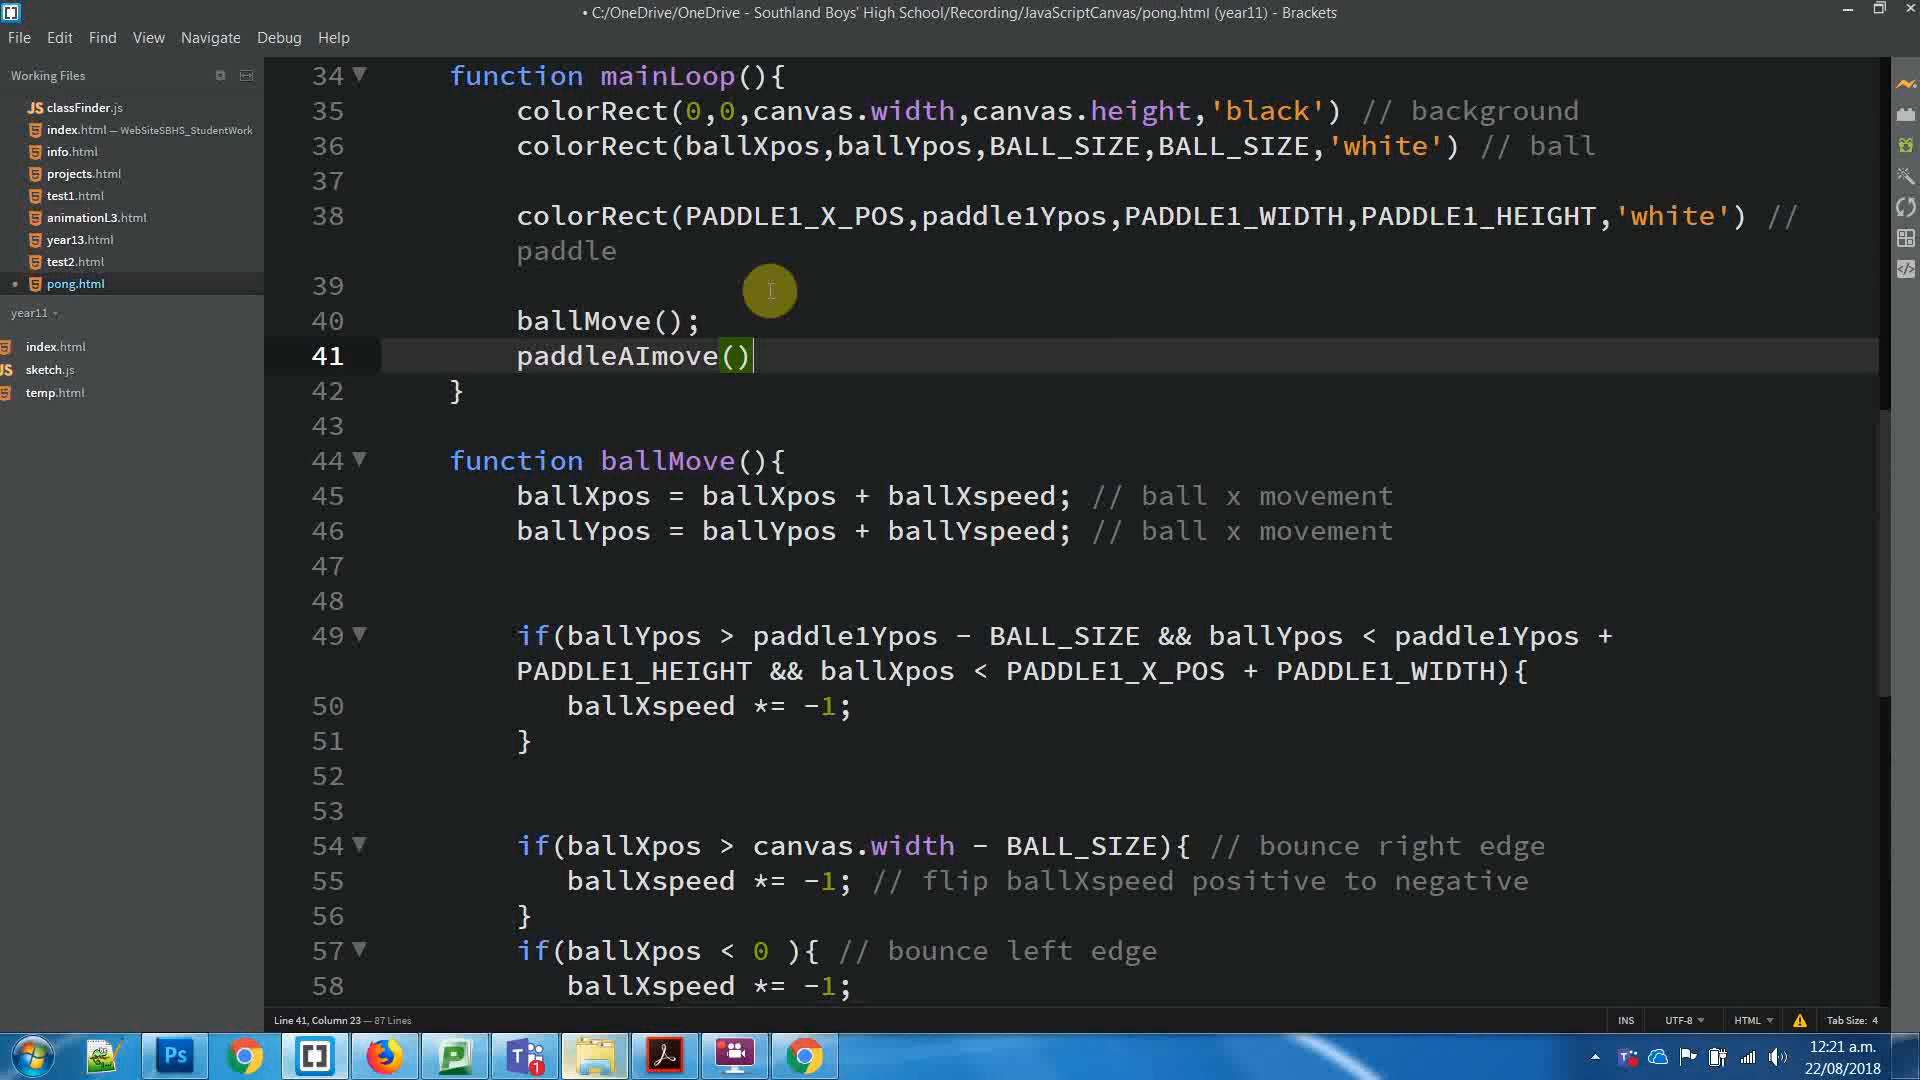 • C:/OneDrive/OneDrive - Southland Boys' High School/Recording/JavaScriptCanvas/pong.html (year11) - Brackets
File Edit Find View Navigate Debug Help
Working Files
classFinder.js
index.html — WebSiteSBHS_StudentWork
info.html
projects.html
test1.html
animationL3.html
year13.html
test2.html
pong.html
year11
index.html
sketch.js
temp.html
34 function mainLoop(){
35 colorRect(0,0,canvas.width,canvas.height,'black') // background
36 colorRect(ballXpos,ballYpos,BALL_SIZE,BALL_SIZE,'white') // ball
37
38 colorRect(PADDLE1_X_POS,paddle1Ypos,PADDLE1_WIDTH,PADDLE1_HEIGHT,'white') //
paddle
39
40 ballMove();
41 paddleAImove()
42 }
43
44 function ballMove(){
45 ballXpos = ballXpos + ballXspeed; // ball x movement
46 ballYpos = ballYpos + ballYspeed; // ball x movement
47
48
49 if(ballYpos > paddle1Ypos - BALL_SIZE && ballYpos < paddle1Ypos +
PADDLE1_HEIGHT && ballXpos < PADDLE1_X_POS + PADDLE1_WIDTH){
50 ballXspeed *= -1;
51 }
52
53
54 if(ballXpos > canvas.width - BALL_SIZE){ // bounce right edge
55 ballXspeed *= -1; // flip ballXspeed positive to negative
56 }
57 if(ballXpos < 0 ){ // bounce left edge
58 ballXspeed *= -1;
Line 41, Column 23 — 87 Lines
INS UTF-8 HTML Tab Size: 4
Ps
1
12:21 a.m.
22/08/2018